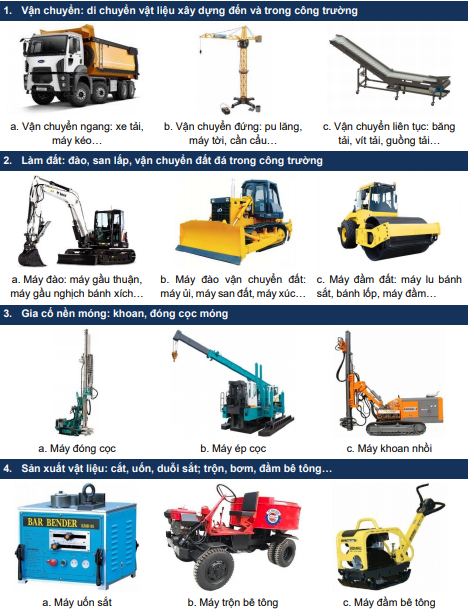 1. Vận chuyển: di chuyển vật liệu xây dựng đến và trong công trường
a. Vận chuyển ngang: xe tải,
máy kéo…
b. Vận chuyển đứng: pu lăng,
máy tời, cần cẩu…
c. Vận chuyển liên tục: băng
tải, vít tải, guồng tải…
2. Làm đất: đào, san lấp, vận chuyển đất đá trong công trường
a. Máy đào: máy gầu thuận,
máy gầu nghịch bánh xích…
b. Máy đào vận chuyển đất:
máy ủi, máy san đất, máy xúc…
c. Máy đầm đất: máy lu bánh
sắt, bánh lốp, máy đầm…
3. Gia cố nền móng: khoan, đóng cọc móng
a. Máy đóng cọc
b. Máy ép cọc
c. Máy khoan nhồi
4. Sản xuất vật liệu: cắt, uốn, duỗi sắt; trộn, bơm, đầm bê tông…
BAR BENDER
a. Máy uốn sắt
b. Máy trộn bê tông
c. Máy đầm bê tông